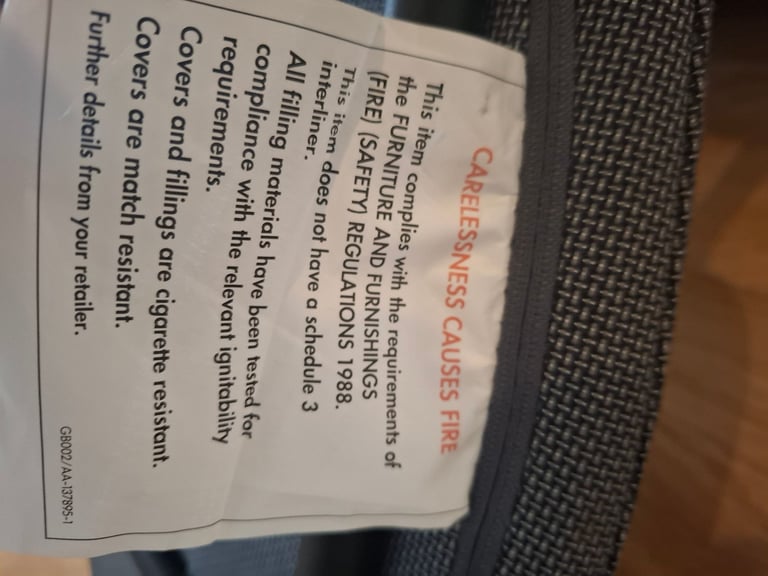 CARELESSNESS CAUSES FIRE
This item complies with the requirements of
the FURNITURE AND FURNISHINGS
(FIRE) (SAFETY) REGULATIONS 1988.
This item does not have a schedule 3
interliner.
All filling materials have been tested for
compliance with the relevant ignitability
requirements.
Covers and fillings are cigarette resistant.
Covers are match resistant.
Further details from your retailer.
GB002/AA-137895-1